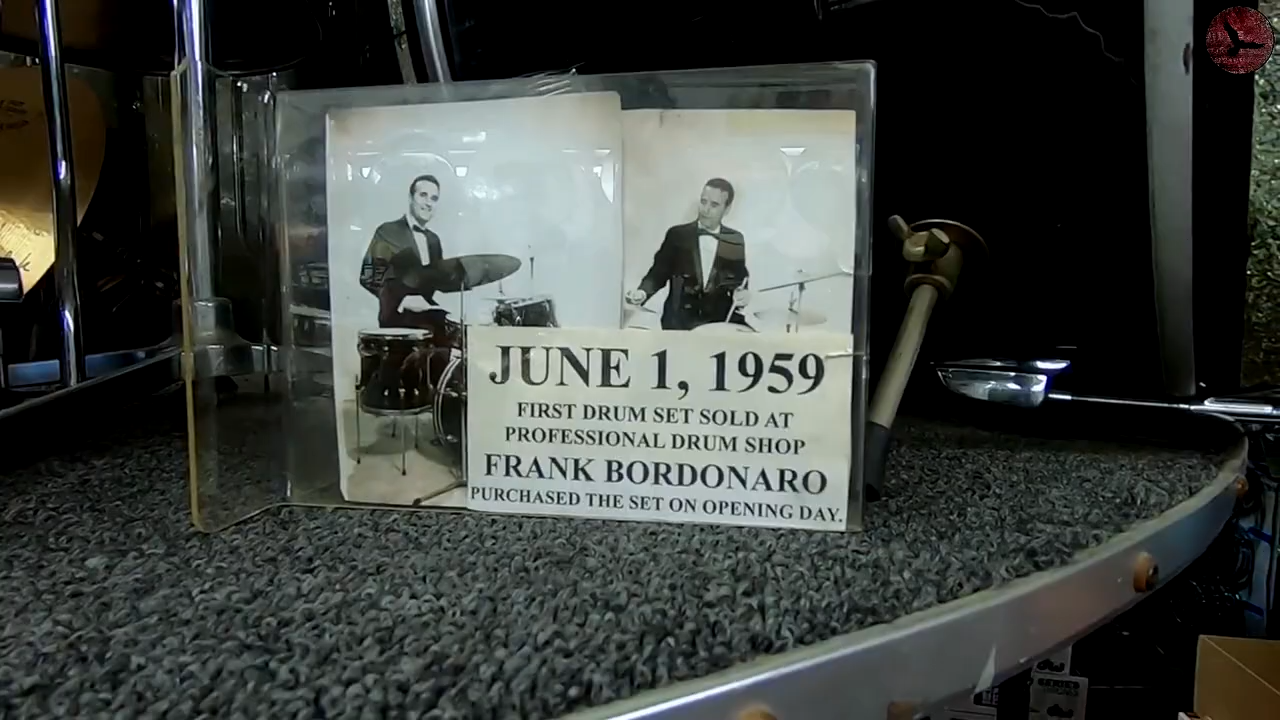 JUNE 1, 1959
FIRST DRUM SET SOLD AT
PROFESSIONAL DRUM SHOP
FRANK BORDONARO
PURCHASED THE SET ON OPENING DAY.
SERIES